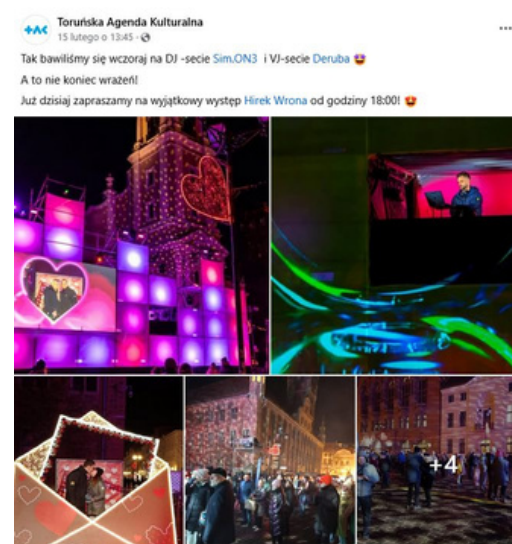 TAK
Toruńska Agenda Kulturalna
15 lutego o 13:45
Tak bawiliśmy się wczoraj na DJ -secie Sim.ON3 i VJ-secie Deruba
A to nie koniec wrażeń!
Już dzisiaj zapraszamy na wyjątkowy występ Hirek Wrona od godziny 18:00!
+4